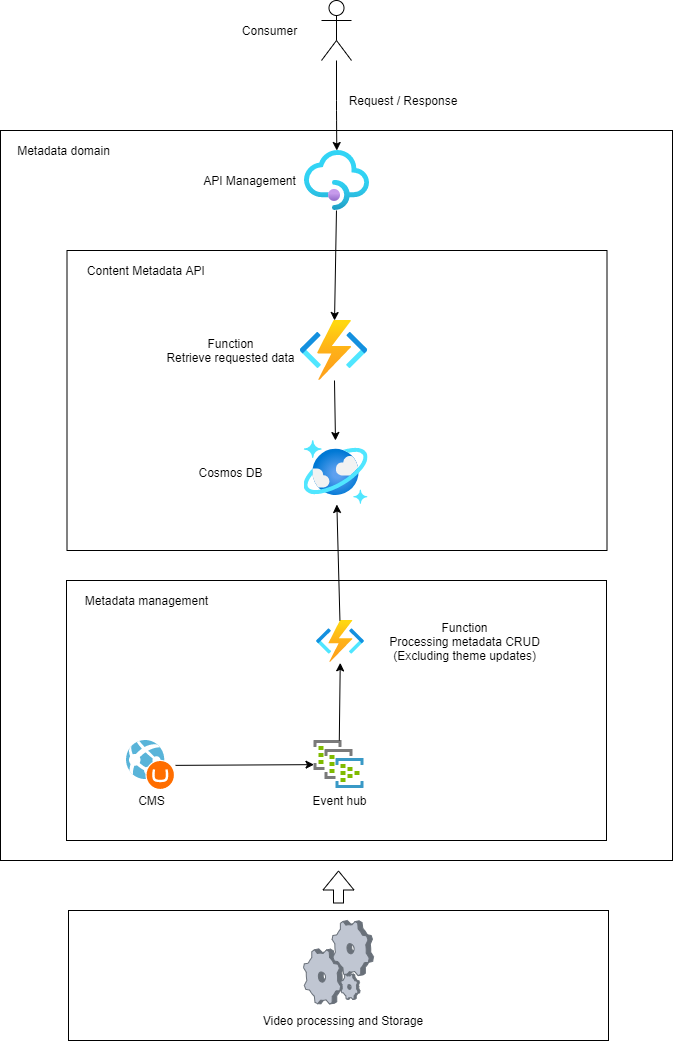 Consumer
Request / Response
Metadata domain
API Management
Content Metadata API
Function
Retrieve requested data
Cosmos DB
Metadata management
Function
Processing metadata CRUD
(Excluding theme updates)
CMS
Event hub
Video processing and Storage